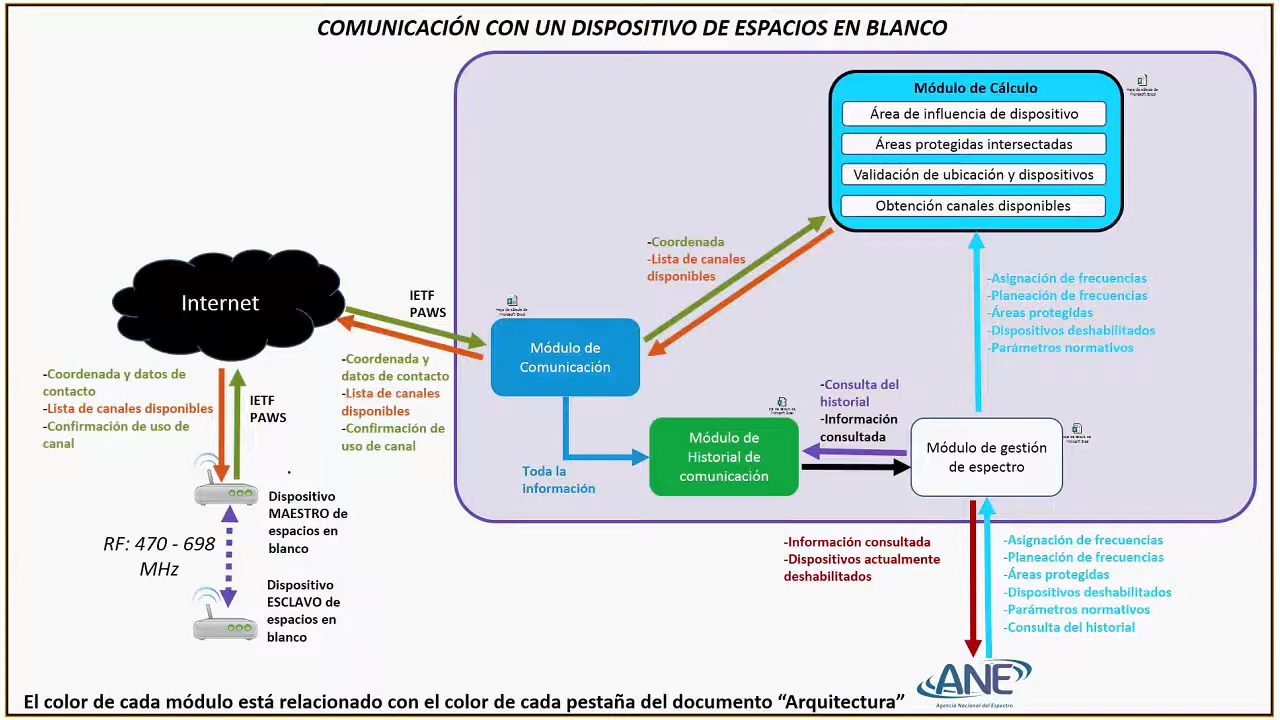 COMUNICACIÓN CON UN DISPOSITIVO DE ESPACIOS EN BLANCO
Módulo de Cálculo
Área de influencia de dispositivo
Áreas protegidas intersectadas
Validación de ubicación y dispositivos
Obtención canales disponibles
-Coordenada
-Lista de canales
disponibles
-Asignación de frecuencias
-Planeación de frecuencias
-Áreas protegidas
-Dispositivos deshabilitados
-Parámetros normativos
Internet
IETF
PAWS
Módulo de
Comunicación
-Coordenada y
datos de contacto
-Lista de canales
disponibles
-Confirmación de
uso de canal
-Coordenada y datos de
contacto
-Lista de canales disponibles
-Confirmación de uso de
canal
IETF
PAWS
-Consulta del
historial
-Información
consultada
Módulo de
Historial de
comunicación
Módulo de gestión
de espectro
Toda la
información
Dispositivo
MAESTRO de
espacios en
blanco
RF: 470 - 698
MHz
Dispositivo
ESCLAVO de
espacios en
blanco
-Información consultada
-Dispositivos actualmente
deshabilitados
-Asignación de frecuencias
-Planeación de frecuencias
-Áreas protegidas
-Dispositivos deshabilitados
-Parámetros normativos
-Consulta del historial
ANE
Agencia Nacional del Espectro
El color de cada módulo está relacionado con el color de cada pestaña del documento “Arquitectura”